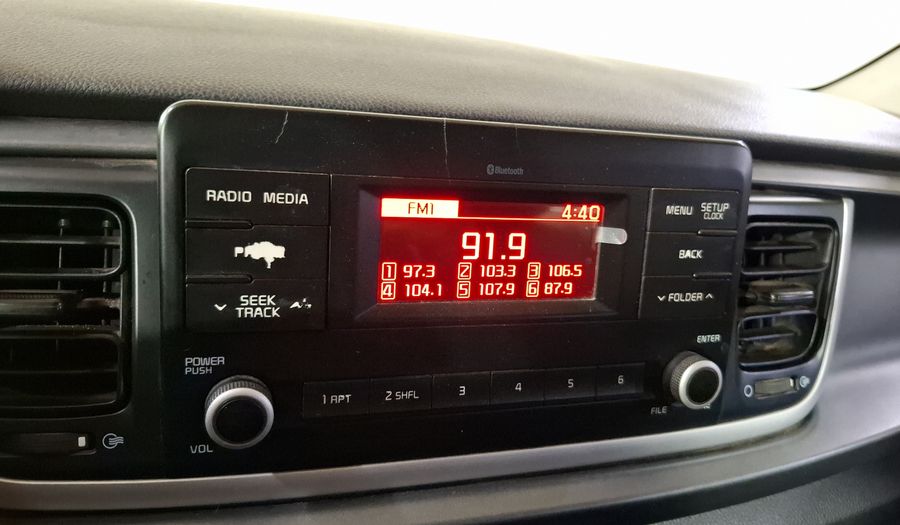 Bluetooth
RADIO MEDIA
SEEK
TRACK
FM1 4:40
91.9
1 97.3 2 103.3 3 106.5
4 104.1 5 107.9 6 87.9
MENU SETUP
CLOCK
BACK
FOLDER
POWER
PUSH
VOL
1 APT 2 SHFL 3 4 5 6
ENTER
FILE